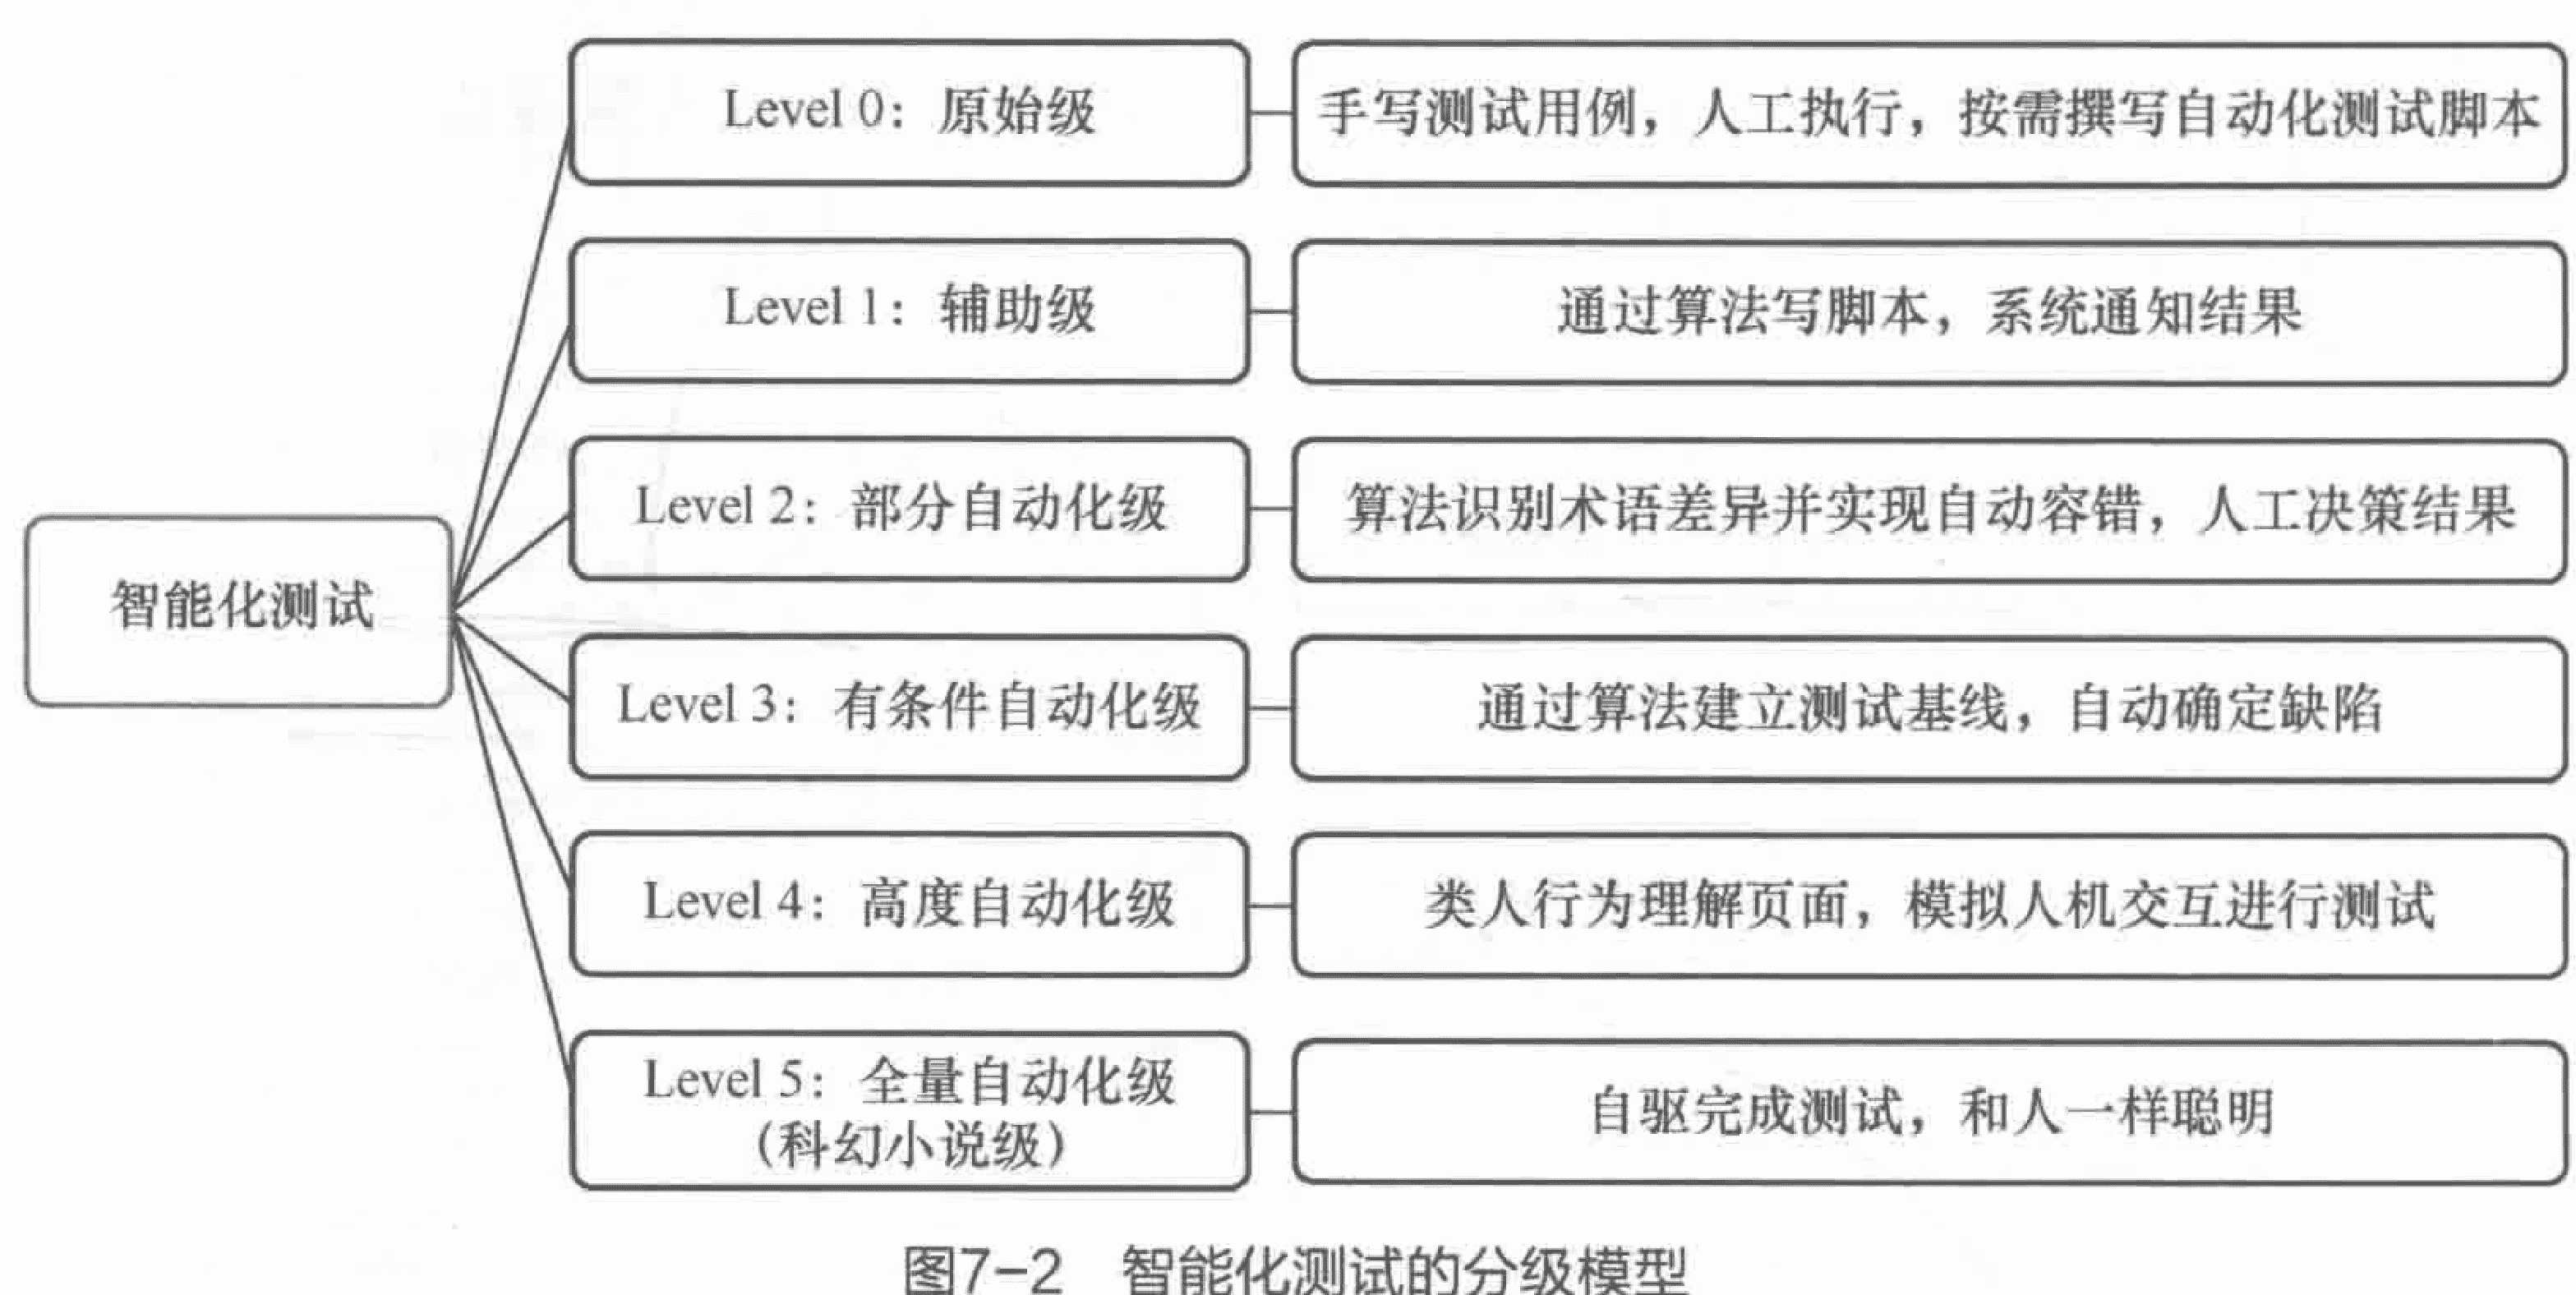 Level 0：原始级
手写测试用例，人工执行，按需撰写自动化测试脚本
Level 1：辅助级
通过算法写脚本，系统通知结果
Level 2：部分自动化级
算法识别术语差异并实现自动容错，人工决策结果
智能化测试
Level 3：有条件自动化级
通过算法建立测试基线，自动确定缺陷
Level 4：高度自动化级
类人行为理解页面，模拟人机交互进行测试
Level 5：全量自动化级
（科幻小说级）
自驱完成测试，和人一样聪明
图7-2 智能化测试的分级模型